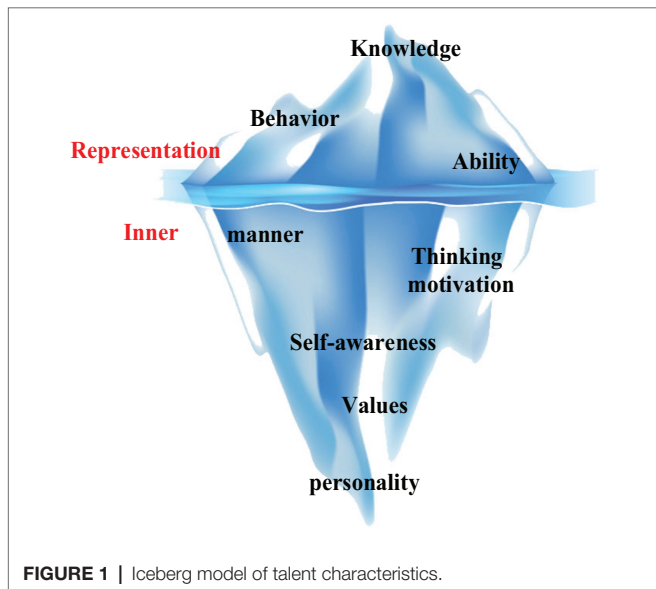 Knowledge
Behavior
Representation
Ability
Inner
manner
Thinking
motivation
Self-awareness
Values
personality
FIGURE 1 | Iceberg model of talent characteristics.